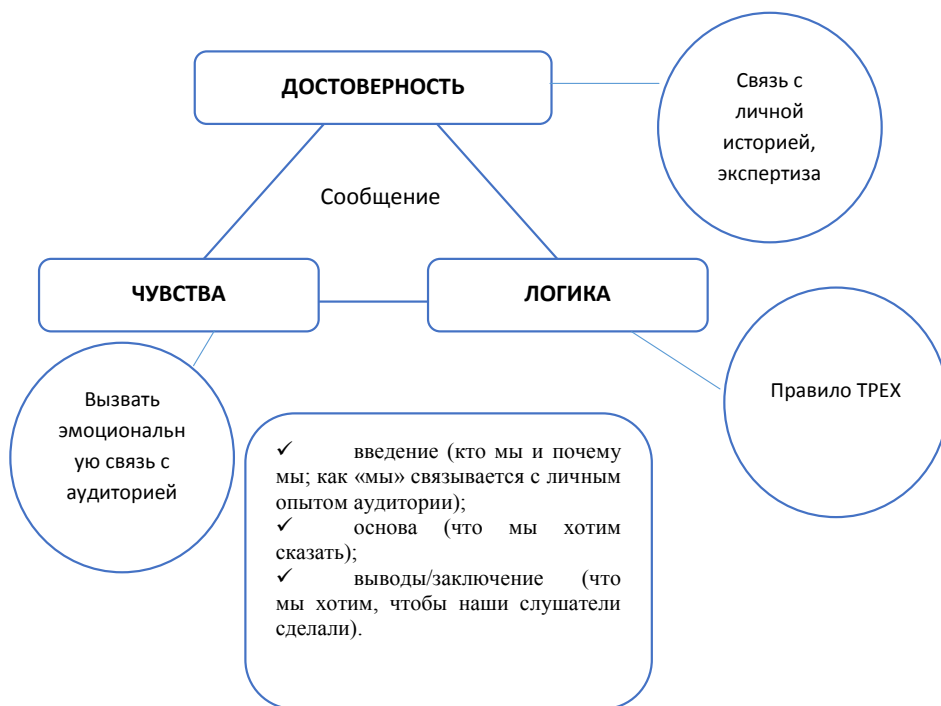 ДОСТОВЕРНОСТЬ
Связь с
личной
историей,
экспертиза
Сообщение
ЧУВСТВА
ЛОГИКА
Вызвать
эмоциональн
ую связь с
аудиторией
Правило ТРЕХ
✓ введение (кто мы и почему
мы; как «мы» связывается с личным
опытом аудитории);
✓ основа (что мы хотим
сказать);
✓ выводы/заключение (что
мы хотим, чтобы наши слушатели
сделали).